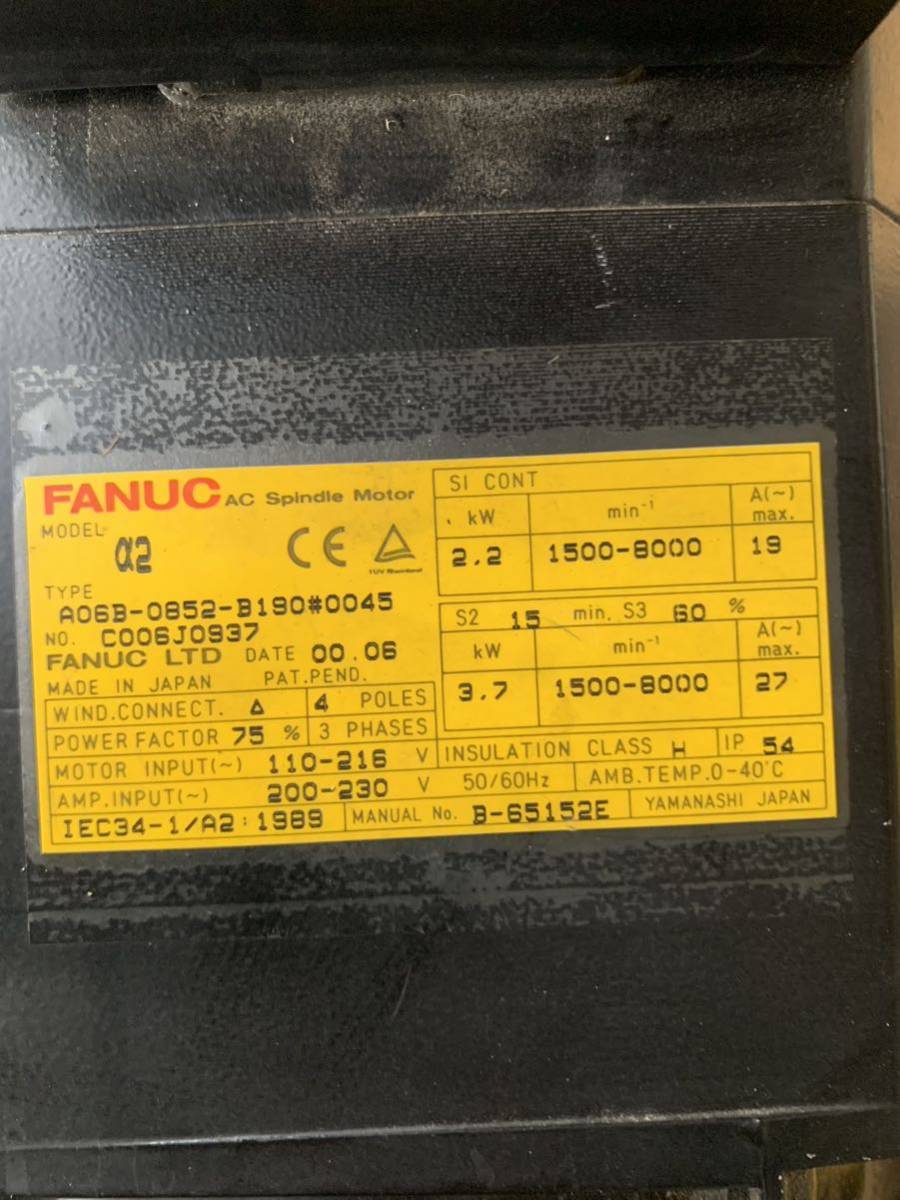 FANUC AC Spindle Motor
MODEL α2
CE TÜV Rheinland
TYPE A06B-0852-B190#0045
NO. C006J0937
FANUC LTD DATE 00.06
MADE IN JAPAN PAT.PEND.
WIND.CONNECT. Δ 4 POLES
POWER FACTOR 75 % 3 PHASES
MOTOR INPUT(~) 110-216 V
AMP.INPUT(~) 200~230 V 50/60Hz
IEC34-1/A2:1989
MANUAL No. B-65152E
YAMANASHI JAPAN
SI CONT
kW min⁻¹ A(~) max.
2.2 1500-8000 19
S2 15 min. S3 60 %
kW min⁻¹ A(~) max.
3.7 1500-8000 27
INSULATION CLASS H IP 54
AMB.TEMP.0-40°C